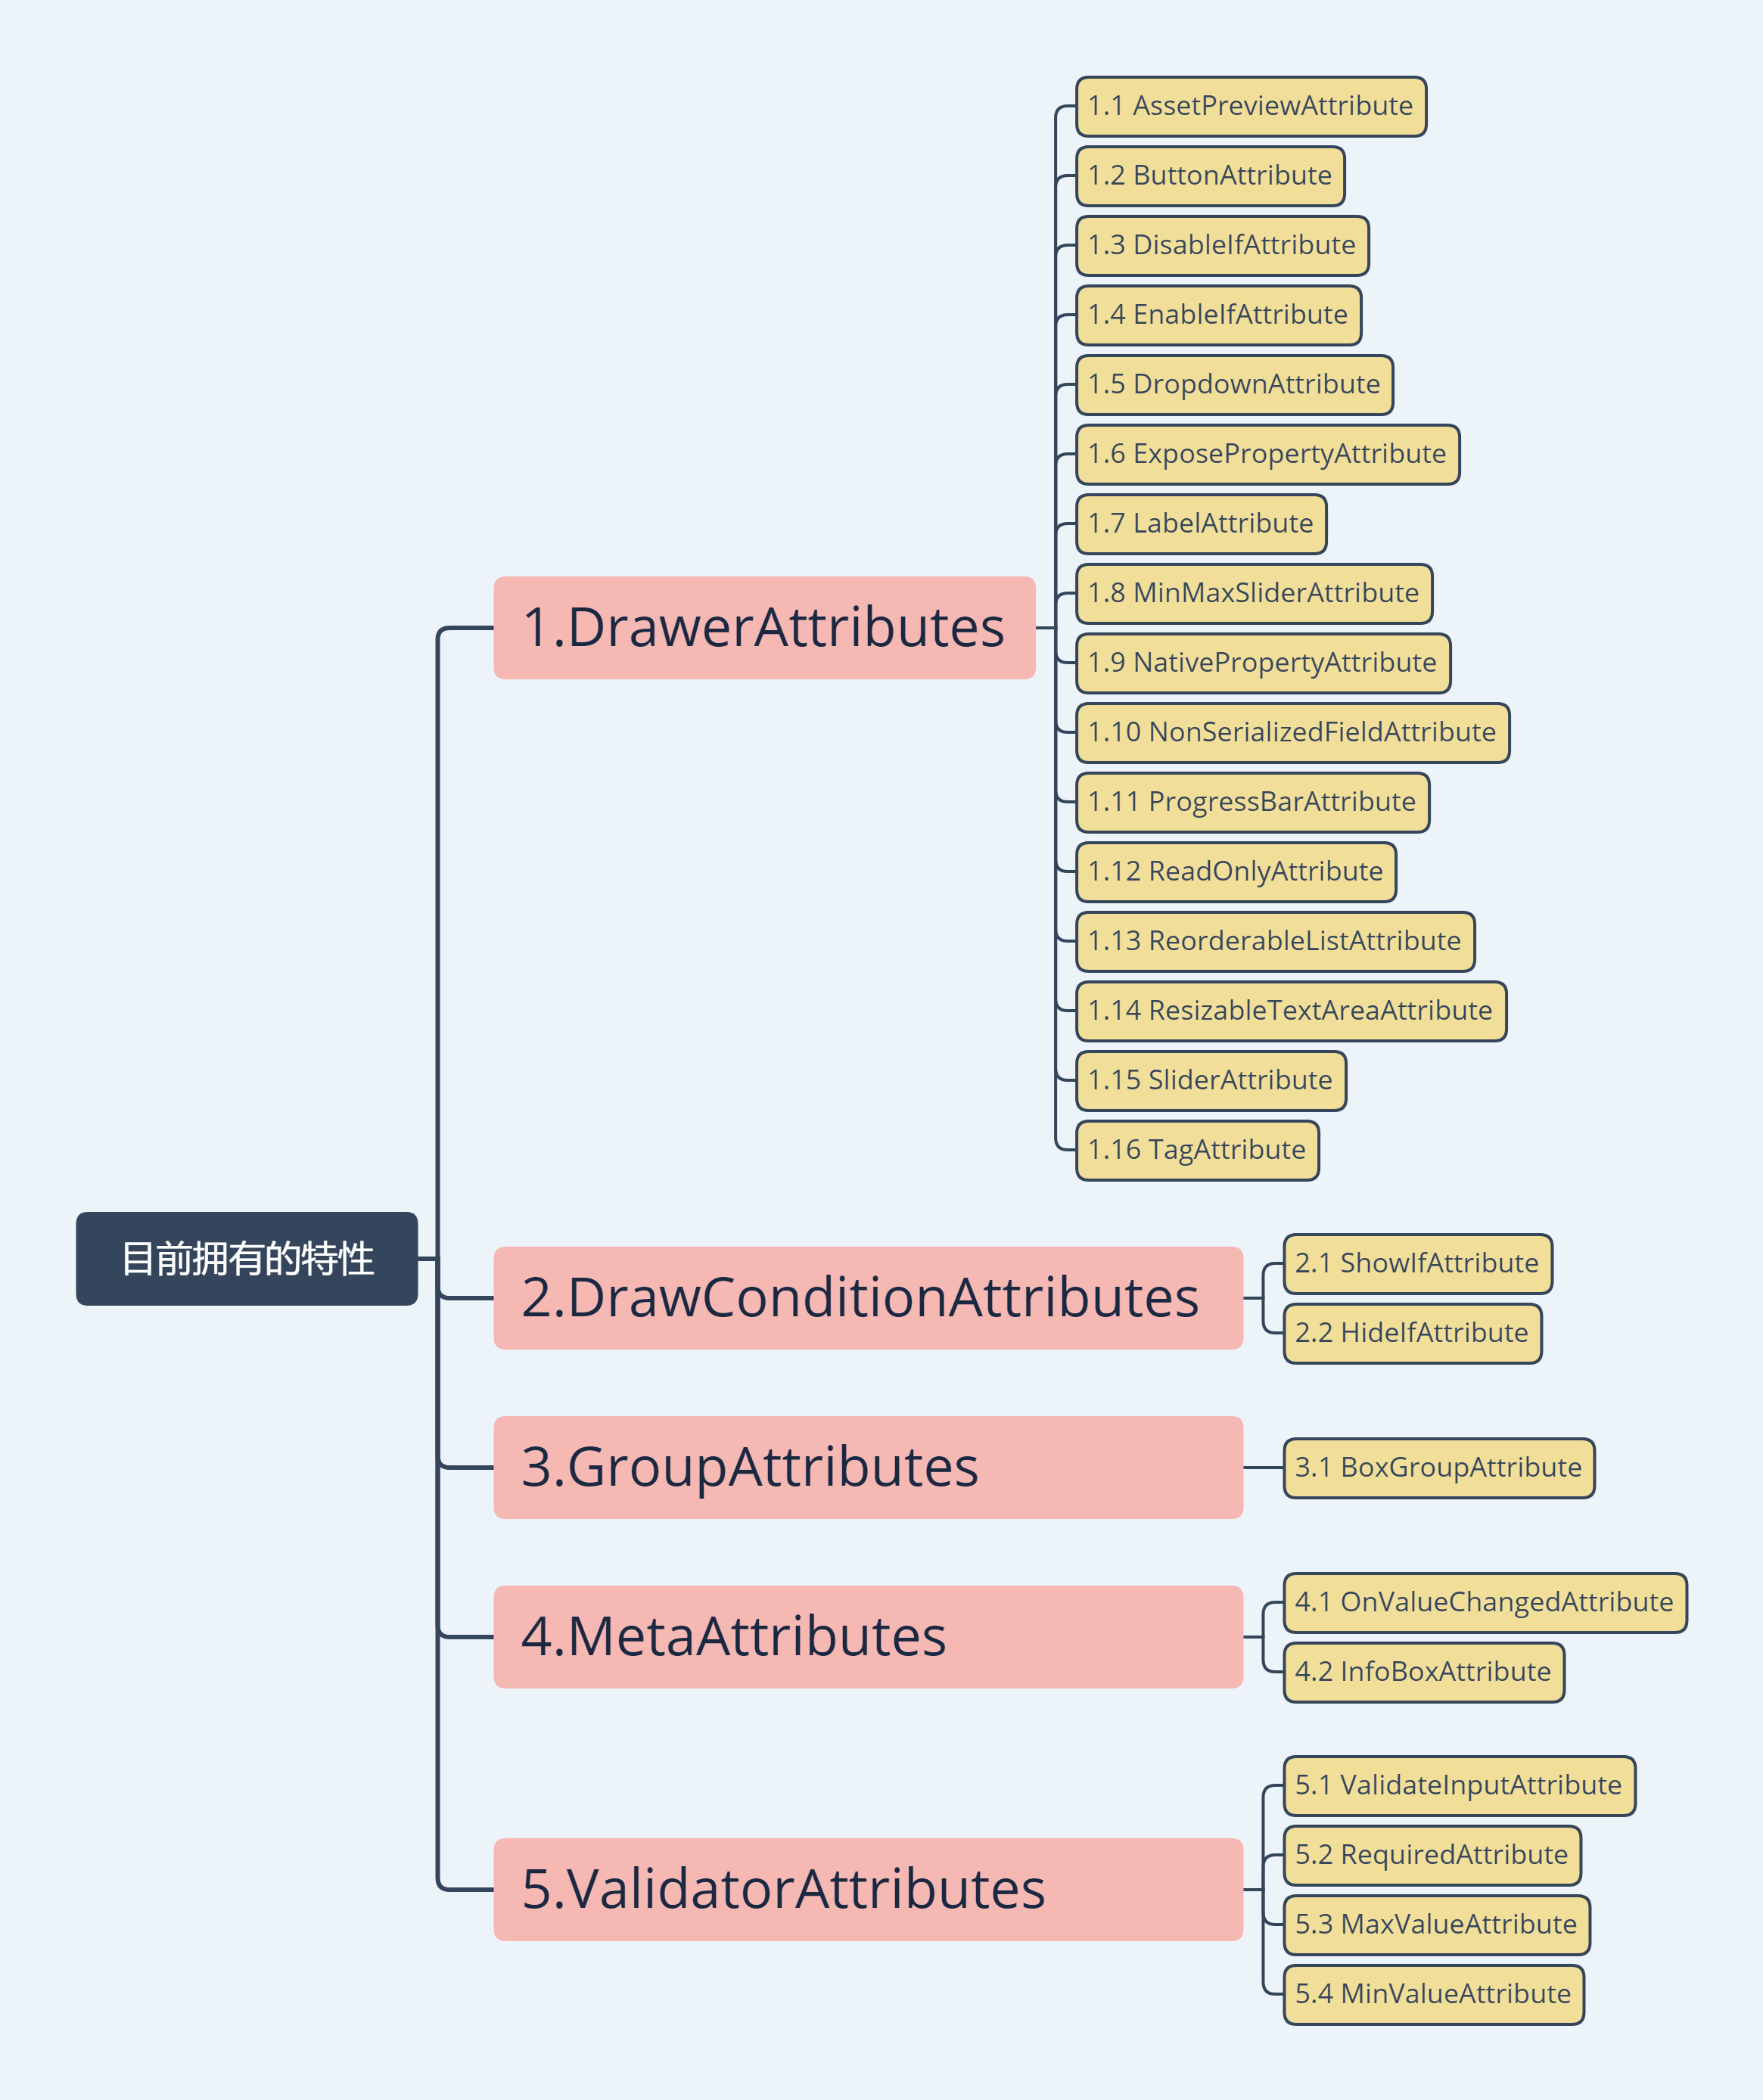 目前拥有的特性
1.DrawerAttributes
1.1 AssetPreviewAttribute
1.2 ButtonAttribute
1.3 DisableIfAttribute
1.4 EnableIfAttribute
1.5 DropdownAttribute
1.6 ExposePropertyAttribute
1.7 LabelAttribute
1.8 MinMaxSliderAttribute
1.9 NativePropertyAttribute
1.10 NonSerializedFieldAttribute
1.11 ProgressBarAttribute
1.12 ReadOnlyAttribute
1.13 ReorderableListAttribute
1.14 ResizableTextAreaAttribute
1.15 SliderAttribute
1.16 TagAttribute
2.DrawConditionAttributes
2.1 ShowIfAttribute
2.2 HideIfAttribute
3.GroupAttributes
3.1 BoxGroupAttribute
4.MetaAttributes
4.1 OnValueChangedAttribute
4.2 InfoBoxAttribute
5.ValidatorAttributes
5.1 ValidateInputAttribute
5.2 RequiredAttribute
5.3 MaxValueAttribute
5.4 MinValueAttribute